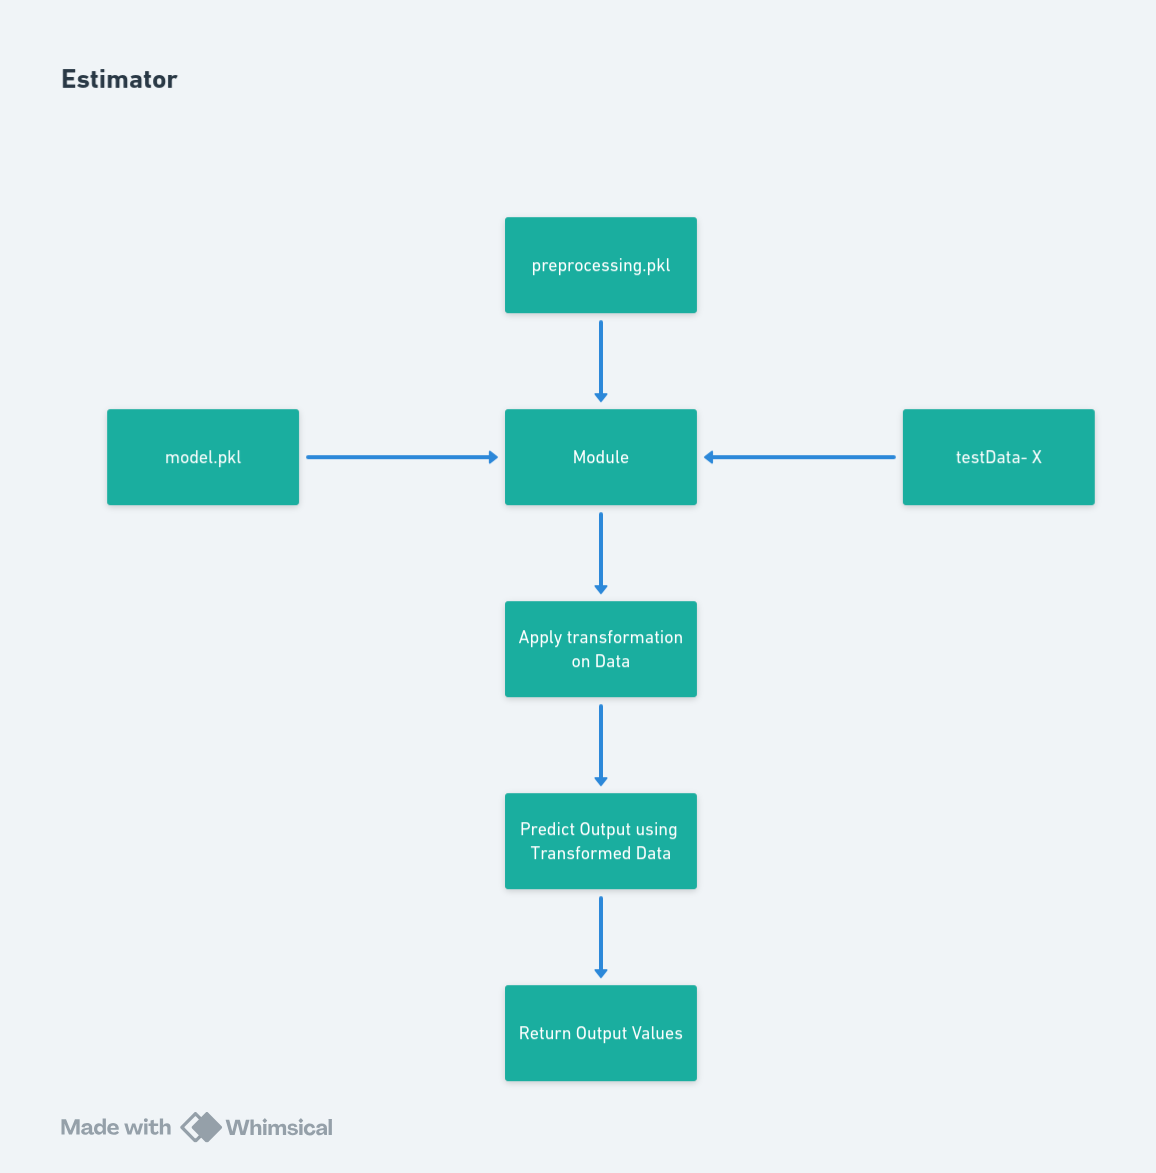 Estimator
preprocessing.pkl
model.pkl
Module
testData- X
Apply transformation
on Data
Predict Output using
Transformed Data
Return Output Values
Made with Whimsical